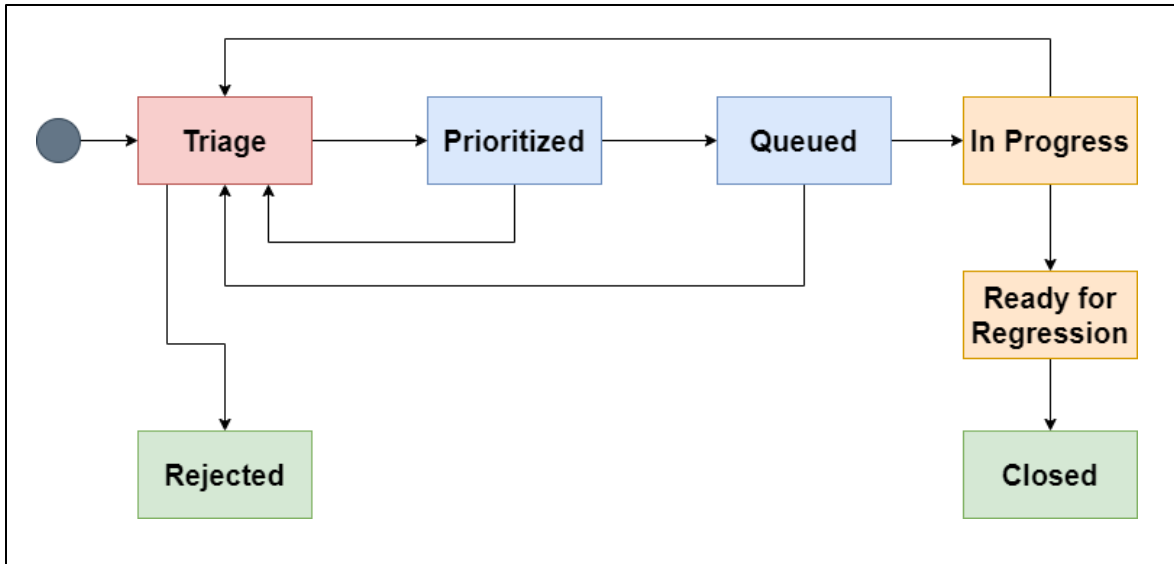 Triage
Prioritized
Queued
In Progress
Ready for
Regression
Rejected
Closed